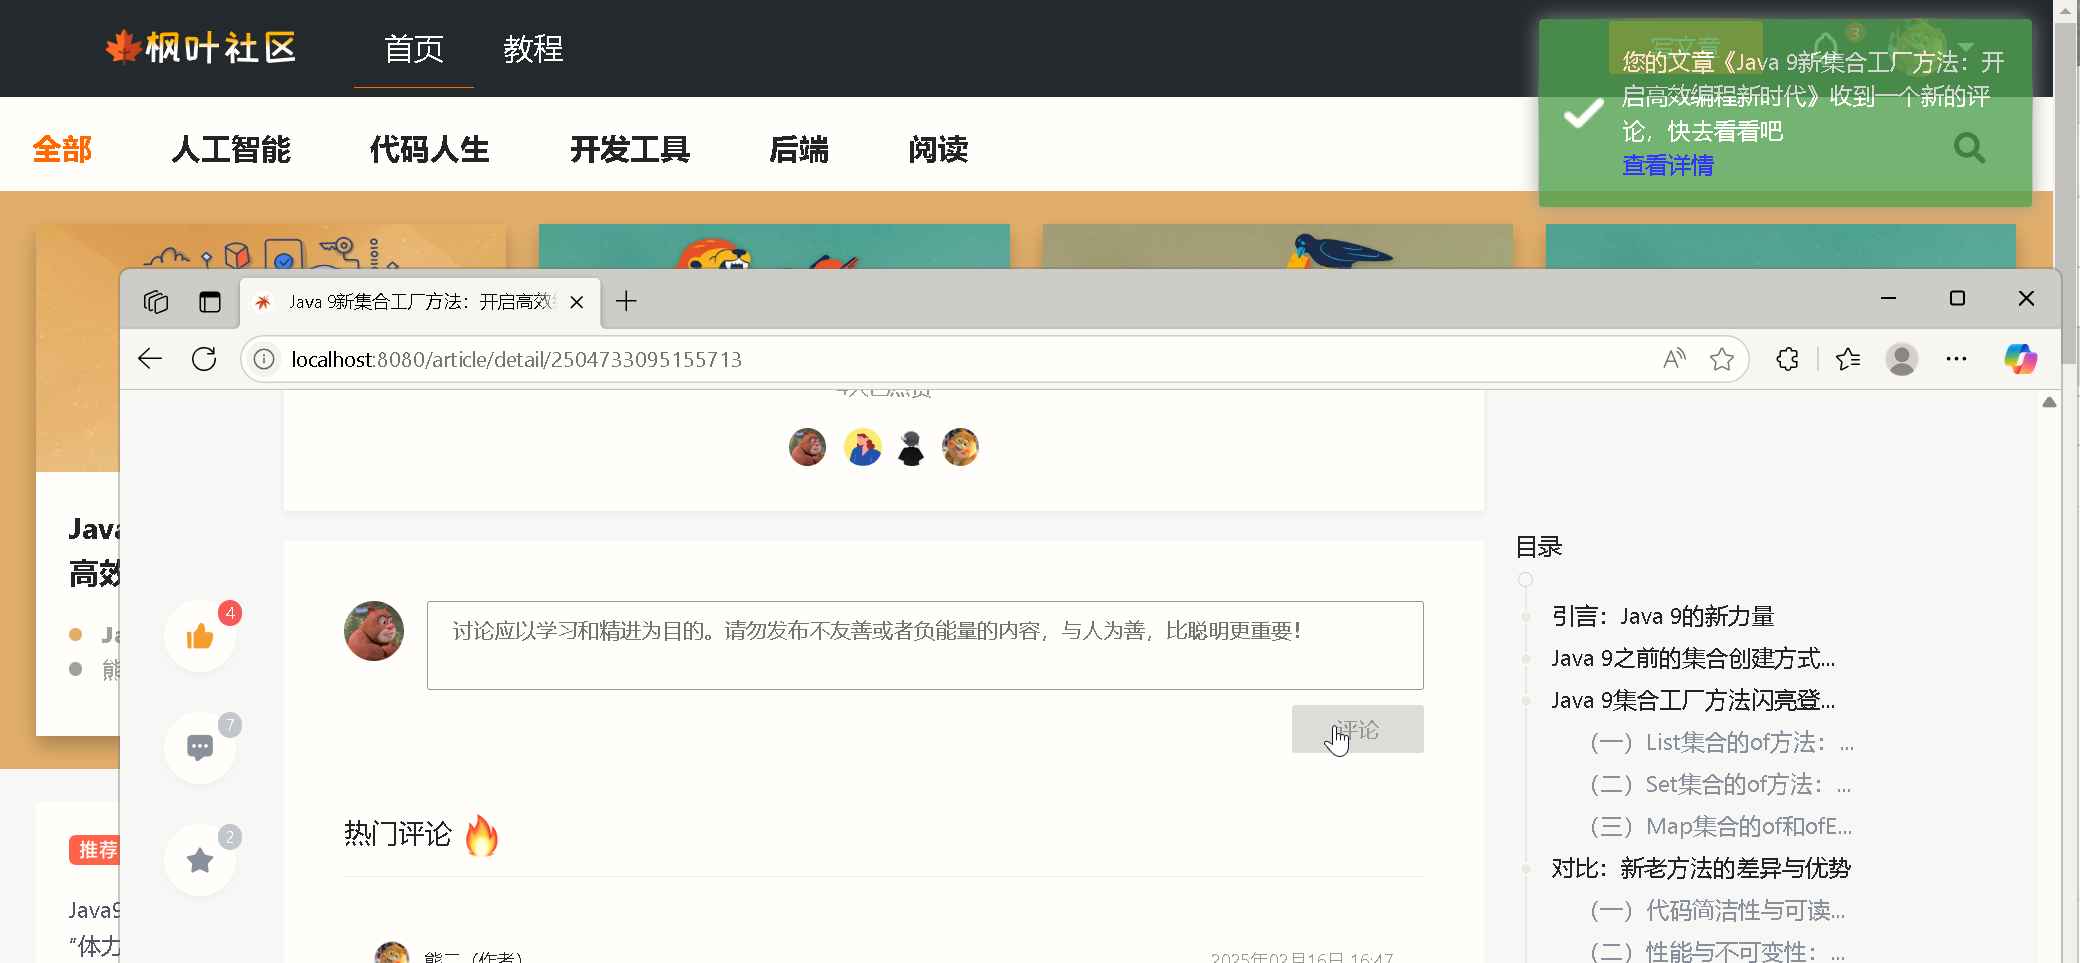 枫叶社区
首页
教程
写文章
3
您的文章《Java 9新集合工厂方法：开
启高效编程新时代》收到一个新的评
论，快去看看吧
查看详情
全部
人工智能
代码人生
开发工具
后端
阅读
Java 9新集合工厂方法：开启高效
localhost:8080/article/detail/2504733095155713
4人已点赞
Java
高效
Ja
熊
推荐
Java9
"体力
4
7
2
讨论应以学习和精进为目的。请勿发布不友善或者负能量的内容，与人为善，比聪明更重要！
评论
热门评论
熊二（作者）
2025年02月16日 16:47
目录
引言：Java 9的新力量
Java 9之前的集合创建方式...
Java 9集合工厂方法闪亮登...
（一）List集合的of方法：...
（二）Set集合的of方法：...
（三）Map集合的of和ofE...
对比：新老方法的差异与优势
（一）代码简洁性与可读...
（二）性能与不可变性：...